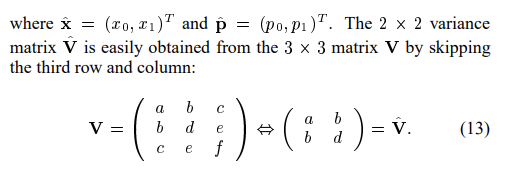 where x̂ = (x₀, x₁)ᵀ and p̂ = (p₀, p₁)ᵀ. The 2 × 2 variance
matrix V̂ is easily obtained from the 3 × 3 matrix V by skipping
the third row and column:
V = ( a b c
b d e
c e f ) ⇔ ( a b
b d ) = V̂. (13)